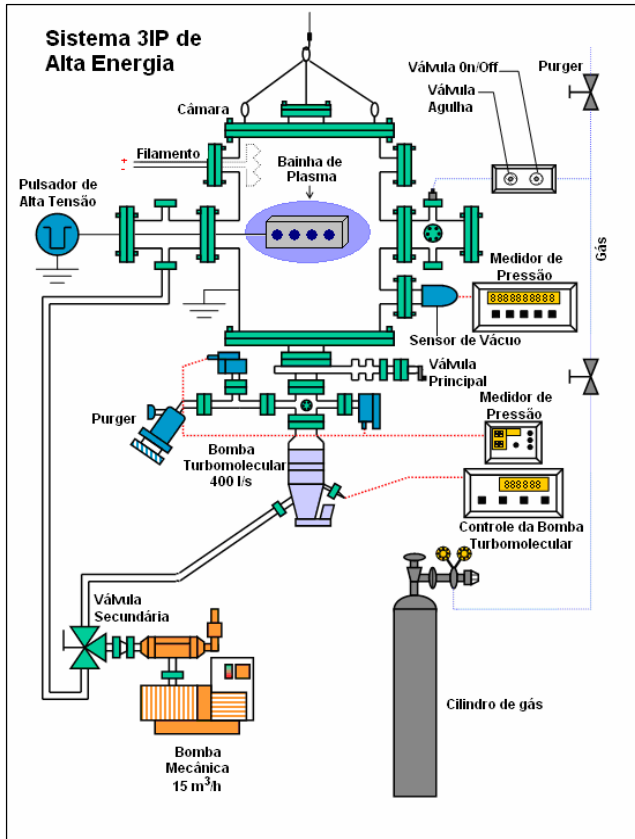 Sistema 3IP de
Alta Energia
Válvula 0n/Off
Purger
Válvula
Agulha
Câmara
Filamento
+
-
Bainha de
Plasma
Pulsador de
Alta Tensão
Gás
Medidor de
Pressão
8888888888
Sensor de Vácuo
Válvula
Principal
Medidor de
Pressão
Purger
Bomba
Turbomolecular
400 l/s
888888
Controle da Bomba
Turbomolecular
Válvula
Secundária
Cilindro de gás
Bomba
Mecânica
15 m³/h